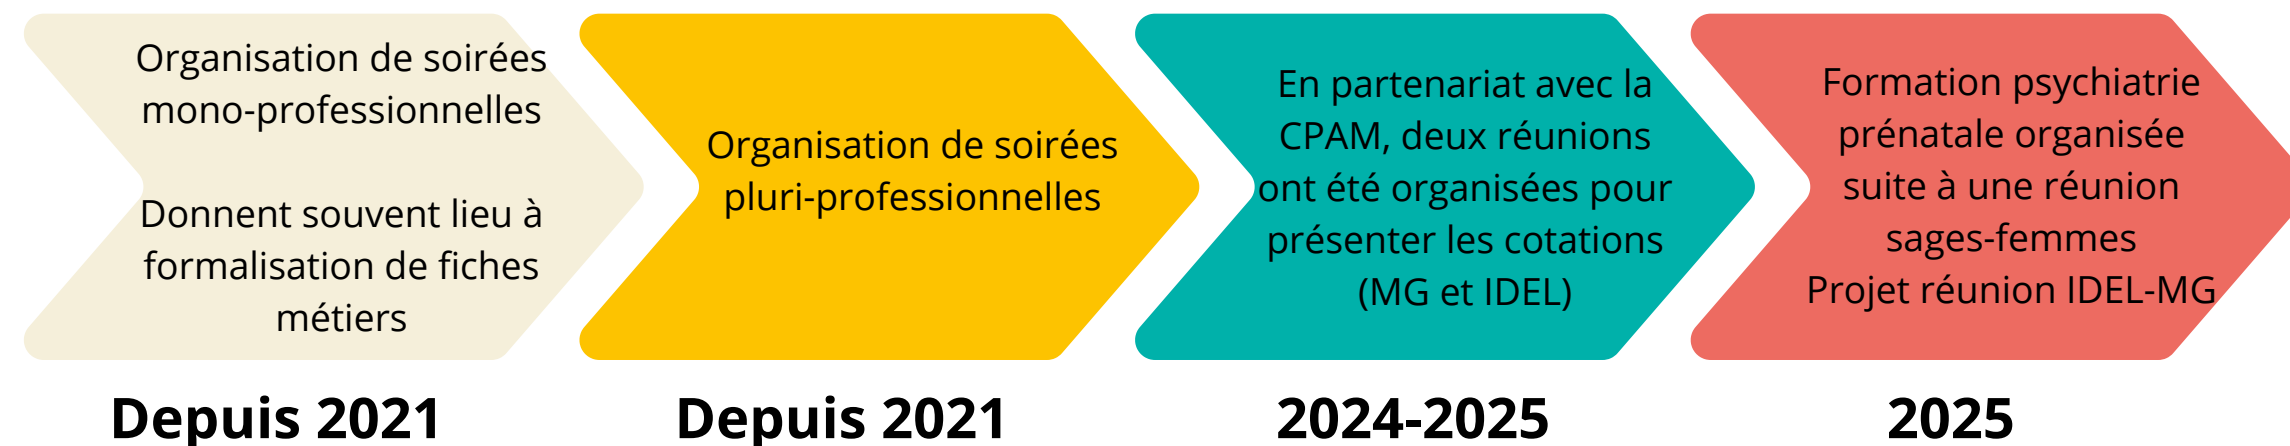 Organisation de soirées
mono-professionnelles
Donnent souvent lieu à
formalisation de fiches
métiers
Depuis 2021
Organisation de soirées
pluri-professionnelles
Depuis 2021
En partenariat avec la
CPAM, deux réunions
ont été organisées pour
présenter les cotations
(MG et IDEL)
2024-2025
Formation psychiatrie
prénatale organisée
suite à une réunion
sages-femmes
Projet réunion IDEL-MG
2025